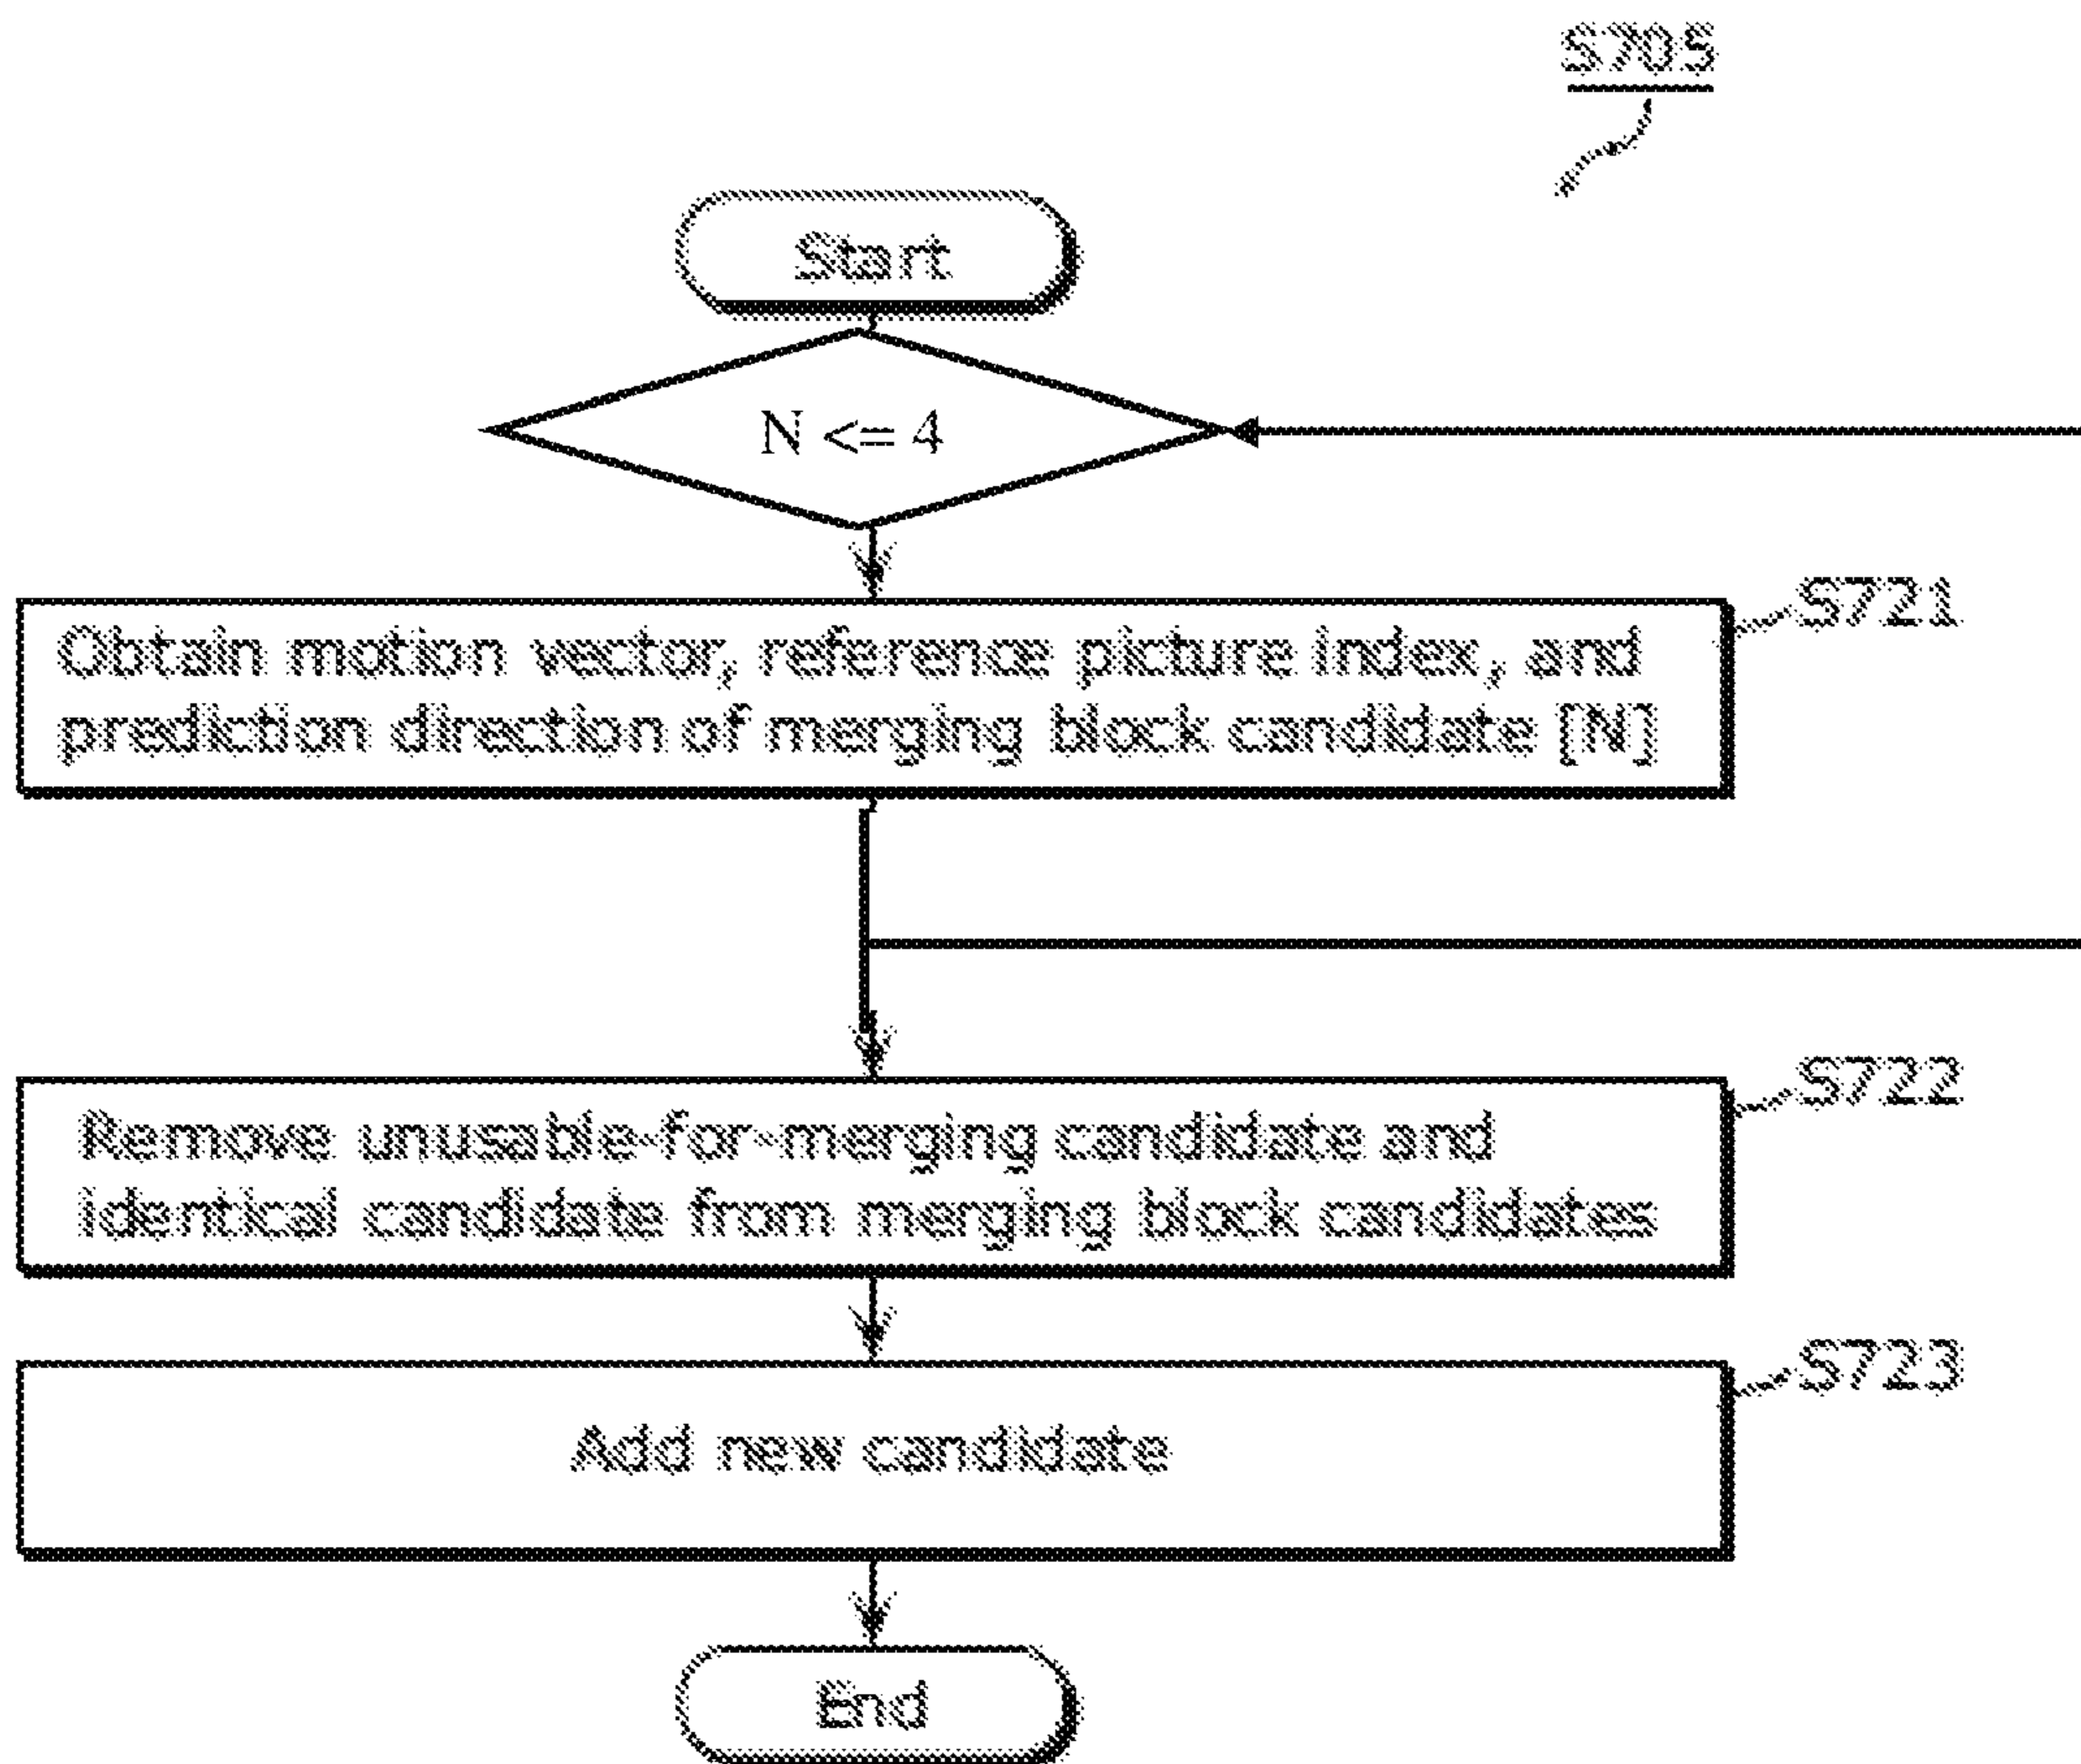 S705
Start
N <= 4
S721
Obtain motion vector, reference picture index, and
prediction direction of merging block candidate [N]
S722
Remove unusable-for-merging candidate and
identical candidate from merging block candidates
S723
Add new candidate
End